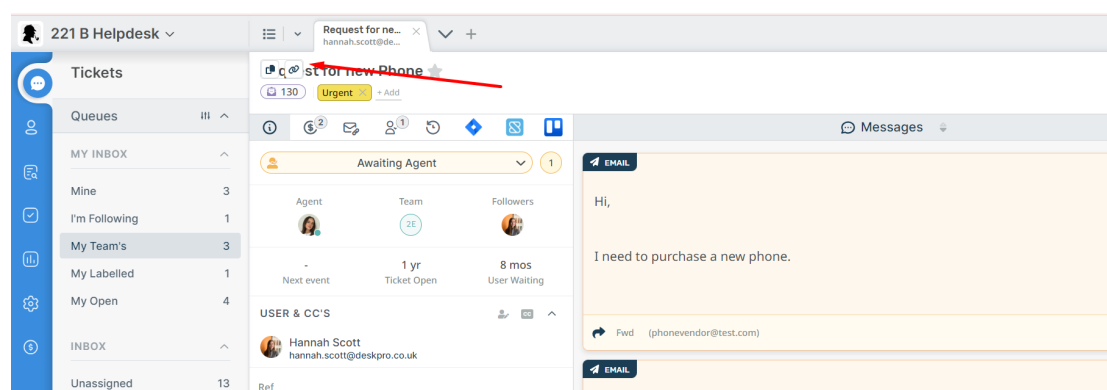 221 B Helpdesk
Request for ne...
hannah.scott@de...
Tickets
quest for new Phone
130
Urgent
+ Add
Queues
2
1
Messages
MY INBOX
Mine 3
I'm Following 1
My Team's 3
My Labelled 1
My Open 4
INBOX
Unassigned 13
Awaiting Agent
1
Agent Team Followers
2E
- 1 yr 8 mos
Next event Ticket Open User Waiting
USER & CC'S
CC
Hannah Scott
hannah.scott@deskpro.co.uk
Ref
EMAIL
Hi,
I need to purchase a new phone.
Fwd (phonevendor@test.com)
EMAIL